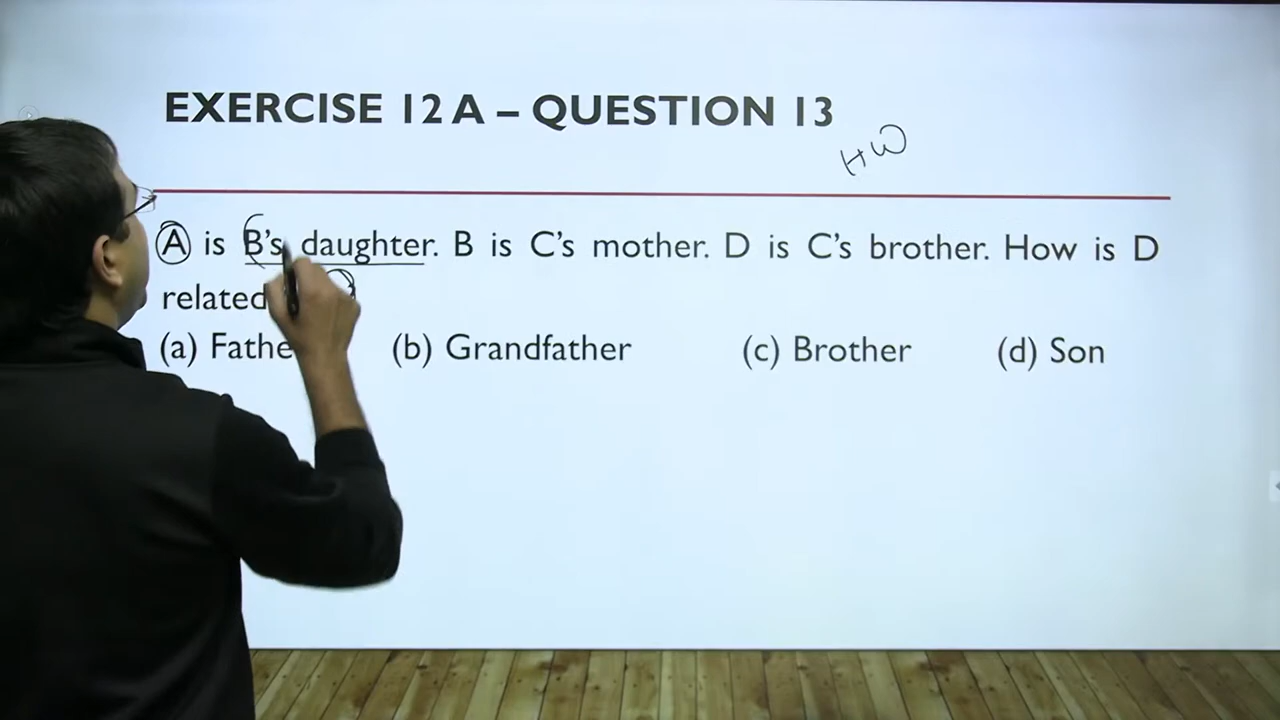 EXERCISE 12 A – QUESTION 13
HW
A is B's daughter. B is C's mother. D is C's brother. How is D
related
(a) Fathe (b) Grandfather (c) Brother (d) Son